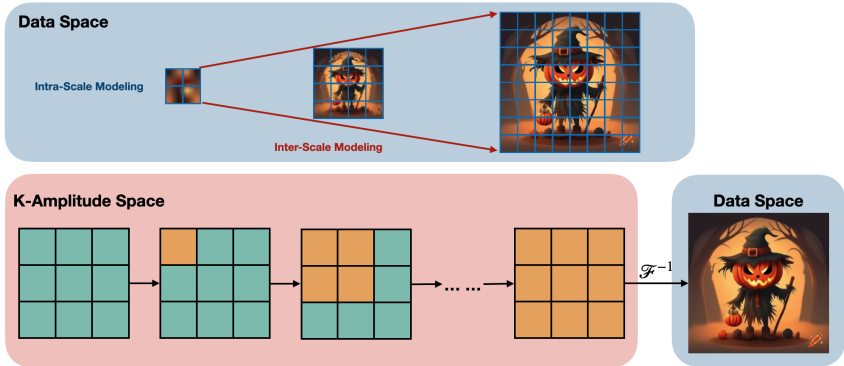 Data Space
Intra-Scale Modeling
Inter-Scale Modeling
K-Amplitude Space
Data Space
ℱ⁻¹
... ...